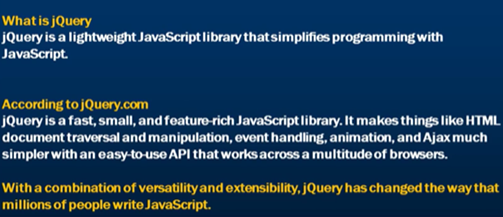 What is jQuery
jQuery is a lightweight JavaScript library that simplifies programming with
JavaScript.
According to jQuery.com
jQuery is a fast, small, and feature-rich JavaScript library. It makes things like HTML
document traversal and manipulation, event handling, animation, and Ajax much
simpler with an easy-to-use API that works across a multitude of browsers.
With a combination of versatility and extensibility, jQuery has changed the way that
millions of people write JavaScript.